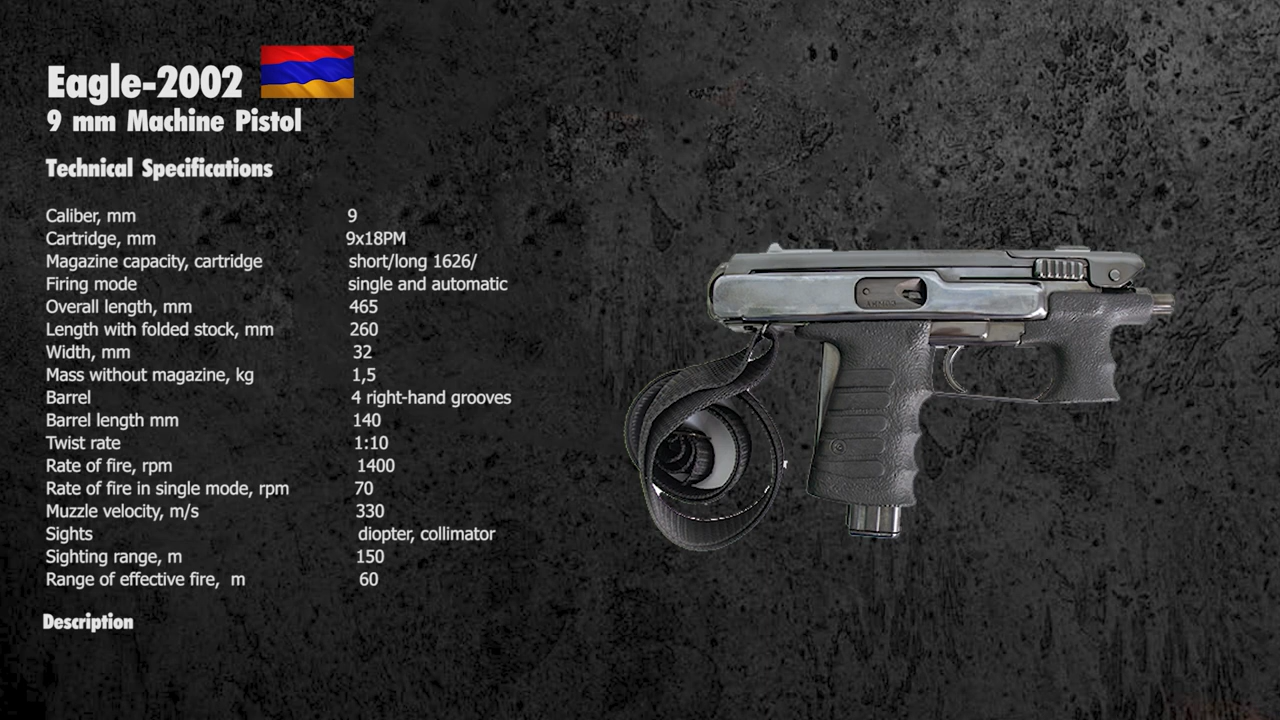 Eagle-2002
9 mm Machine Pistol
Technical Specifications
Caliber, mm 9
Cartridge, mm 9x18PM
Magazine capacity, cartridge short/long 1626/
Firing mode single and automatic
Overall length, mm 465
Length with folded stock, mm 260
Width, mm 32
Mass without magazine, kg 1,5
Barrel 4 right-hand grooves
Barrel length mm 140
Twist rate 1:10
Rate of fire, rpm 1400
Rate of fire in single mode, rpm 70
Muzzle velocity, m/s 330
Sights diopter, collimator
Sighting range, m 150
Range of effective fire, m 60
Description